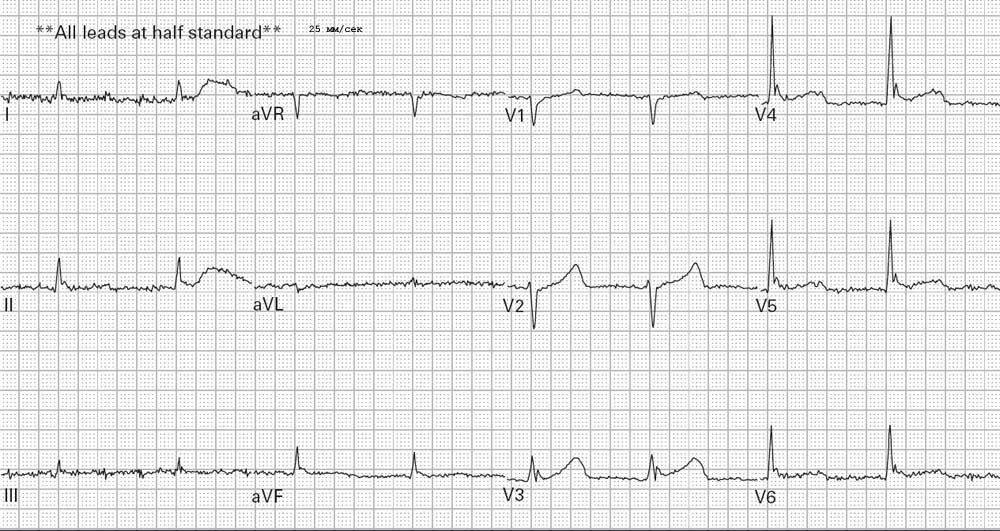 **All leads at half standard**
25 мм/сек
I
aVR
V1
V4
II
aVL
V2
V5
III
aVF
V3
V6